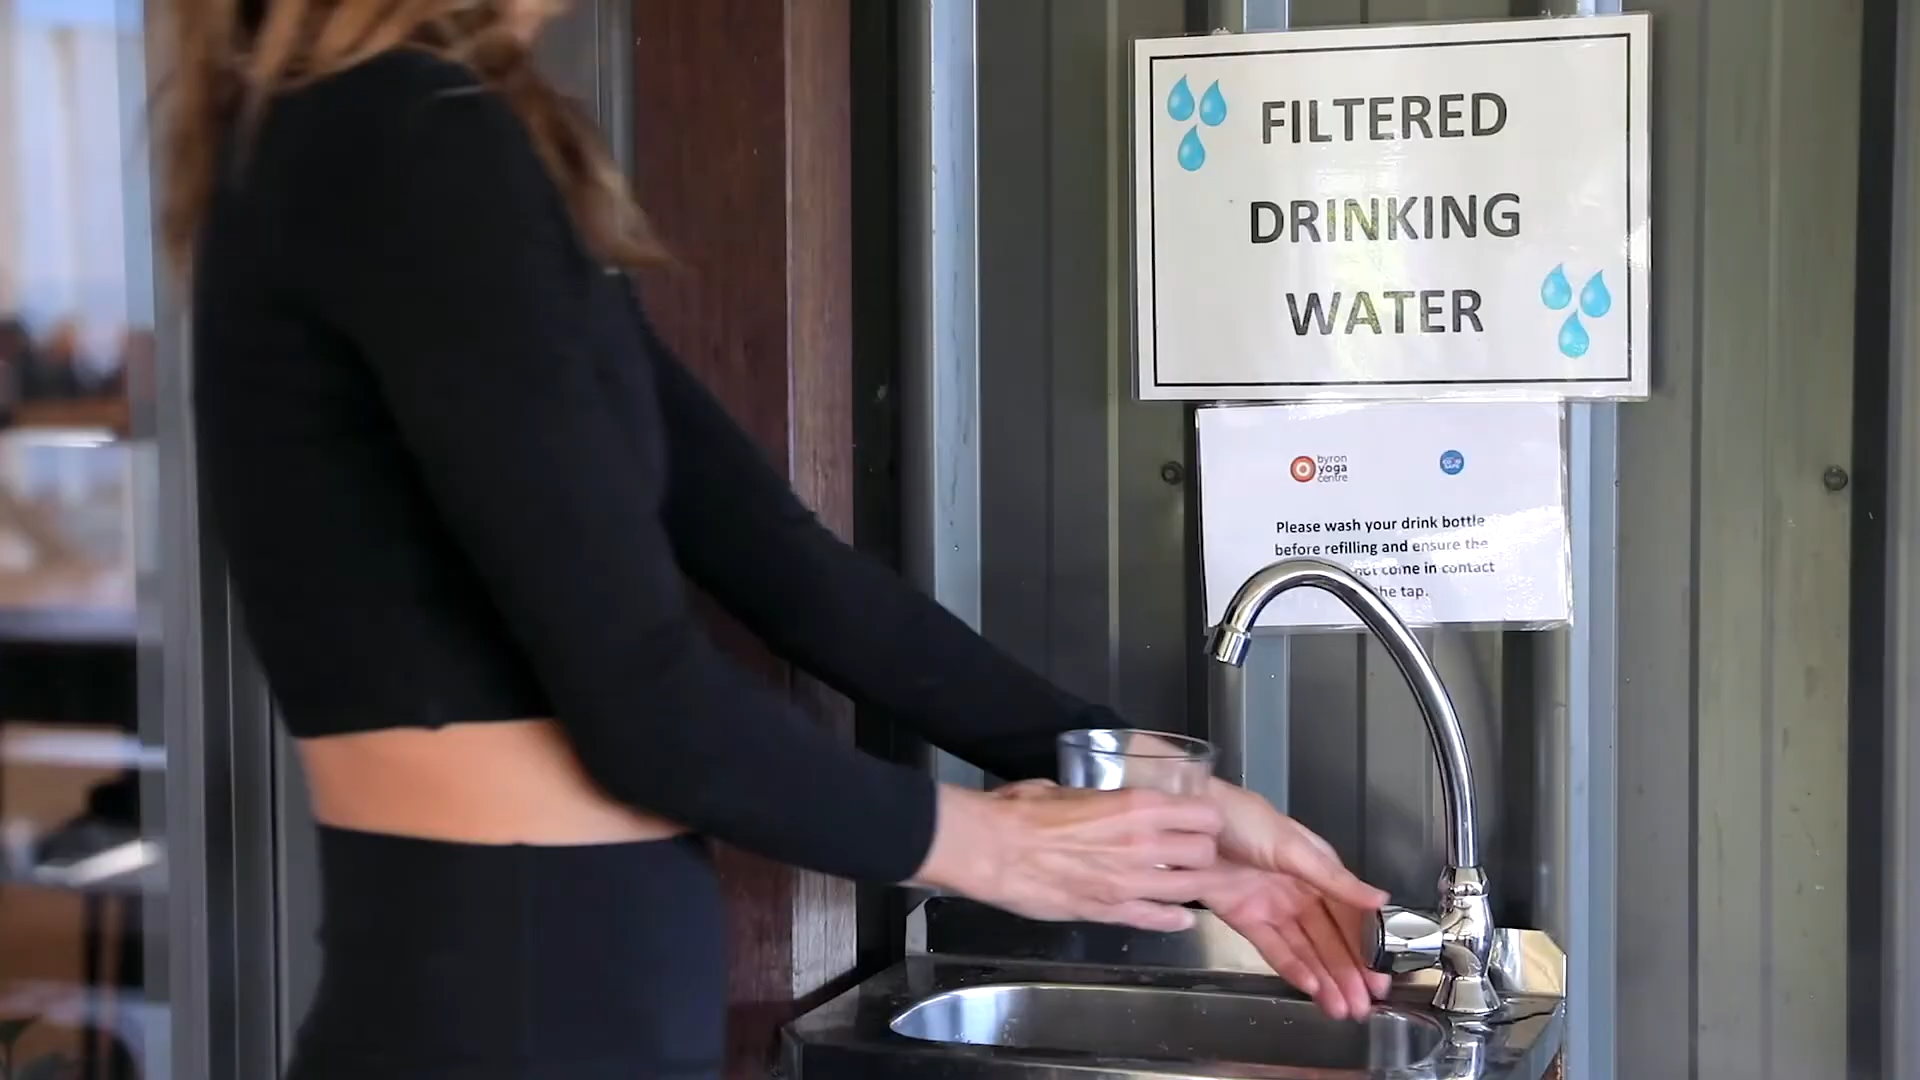 FILTERED
DRINKING
WATER
byron
yoga
centre
Please wash your drink bottle
before refilling and ensure the
not come in contact
the tap.